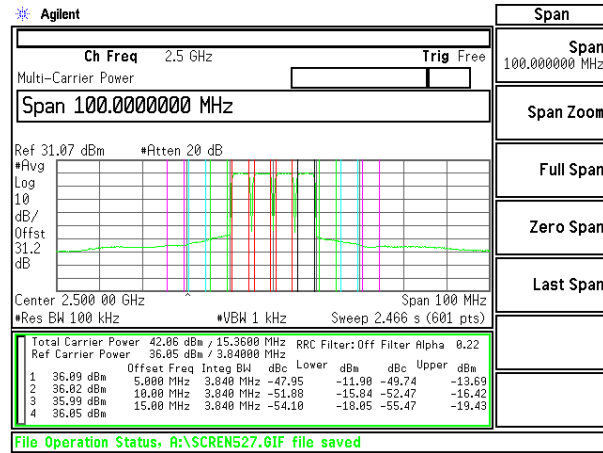 Agilent
Span
Ch Freq 2.5 GHz Trig Free
Multi-Carrier Power
Span 100.0000000 MHz
Ref 31.07 dBm #Atten 20 dB
#Avg
Log
10
dB/
Offst
31.2
dB
Center 2.500 00 GHz Span 100 MHz
#Res BW 100 kHz #VBW 1 kHz Sweep 2.466 s (601 pts)
Total Carrier Power 42.06 dBm / 15.3600 MHz RRC Filter: Off Filter Alpha 0.22
Ref Carrier Power 36.05 dBm / 3.84000 MHz
Offset Freq Integ BW dBc Lower dBm dBc Upper dBm
1 36.09 dBm 5.000 MHz 3.840 MHz -47.95 -11.90 -49.74 -13.69
2 36.02 dBm 10.00 MHz 3.840 MHz -51.88 -15.84 -52.47 -16.42
3 35.99 dBm 15.00 MHz 3.840 MHz -54.10 -18.05 -55.47 -19.43
4 36.05 dBm
File Operation Status, A:\SCREN527.GIF file saved
Span
100.000000 MHz
Span Zoom
Full Span
Zero Span
Last Span